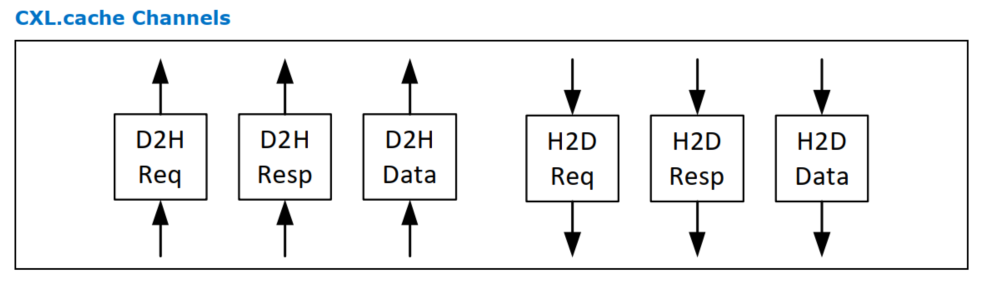 CXL.cache Channels
D2H
Req
D2H
Resp
D2H
Data
H2D
Req
H2D
Resp
H2D
Data